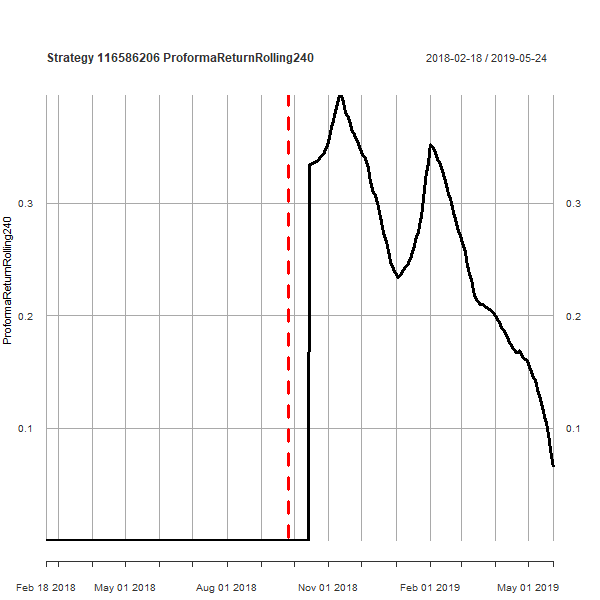 Strategy 116586206 ProformaReturnRolling240
2018-02-18 / 2019-05-24
ProformaReturnRolling240
0.3
0.3
0.2
0.2
0.1
0.1
Feb 18 2018
May 01 2018
Aug 01 2018
Nov 01 2018
Feb 01 2019
May 01 2019